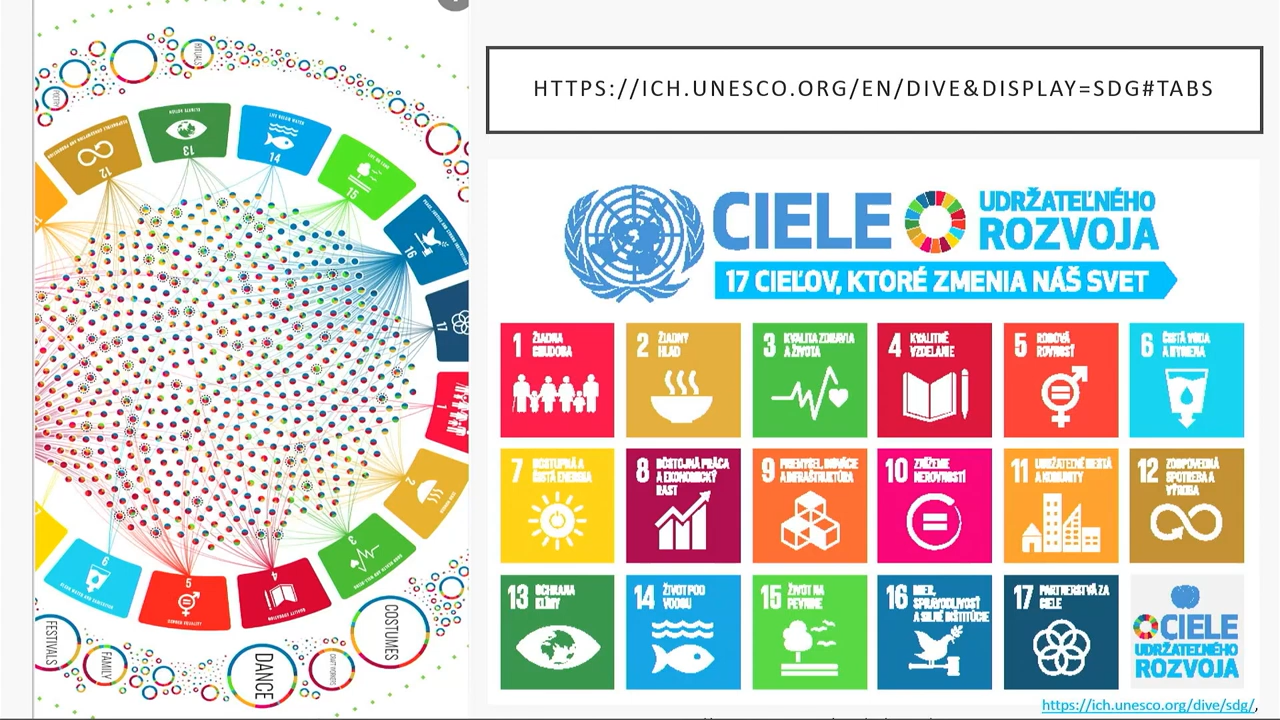 HTTPS://ICH.UNESCO.ORG/EN/DIVE&DISPLAY=SDG#TABS
CIELE
UDRŽATEĽNÉHO
ROZVOJA
17 CIEĽOV, KTORÉ ZMENIA NÁŠ SVET
1 ŽIADNA
CHUDOBA
2 ŽIADNY
HLAD
3 KVALITA ZDRAVIA
A ŽIVOTA
4 KVALITNÉ
VZDELANIE
5 RODOVÁ
ROVNOSŤ
6 ČISTÁ VODA
A HYGIENA
7 DOSTUPNÁ A
ČISTÁ ENERGIA
8 DÔSTOJNÁ PRÁCA
A EKONOMICKÝ
RAST
9 PRIEMYSEL, INOVÁCIE
A INFRAŠTRUKTÚRA
10 ZNÍŽENIE
NEROVNOSTÍ
11 UDRŽATEĽNÉ MESTÁ
A KOMUNITY
12 ZODPOVEDNÁ
SPOTREBA A
VÝROBA
13 OCHRANA
KLÍMY
14 ŽIVOT POD
VODOU
15 ŽIVOT NA
PEVNINE
16 MIER,
SPRAVODLIVOSŤ
A SILNÉ INŠTITÚCIE
17 PARTNERSTVÁ ZA
CIELE
CIELE
UDRŽATEĽNÉHO
ROZVOJA
https://ich.unesco.org/dive/sdg/,
RITUALS
12
13
14
15
16
17
1
2
3
4
5
6
7
QUALITY EDUCATION
COSTUMES
DANCE
FAMILY
FESTIVALS